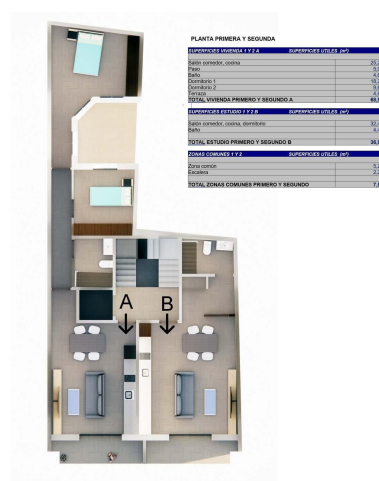 PLANTA PRIMERA Y SEGUNDA
SUPERFICIES VIVIENDA 1 Y 2 A SUPERFICIES UTILES (m²)
Salón comedor, cocina
Paso
Baño
Dormitorio 1
Dormitorio 2
Terraza
TOTAL VIVIENDA PRIMERO Y SEGUNDO A
SUPERFICIES ESTUDIO 1 Y 2 B SUPERFICIES UTILES (m²)
Salón comedor, cocina, dormitorio
Baño
TOTAL ESTUDIO PRIMERO Y SEGUNDO B
ZONAS COMUNES 1 Y 2 SUPERFICIES UTILES (m²)
Zona común
Escalera
TOTAL ZONAS COMUNES PRIMERO Y SEGUNDO
A B